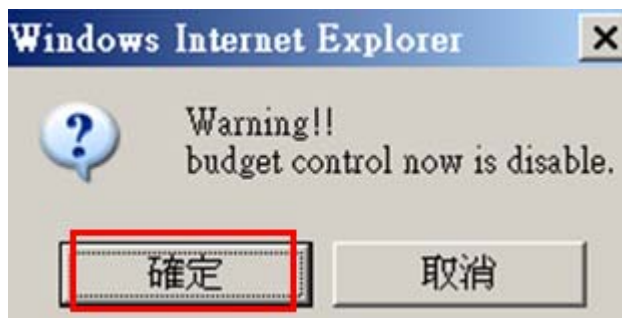 Windows Internet Explorer
Warning!!
budget control now is disable.
確定
取消